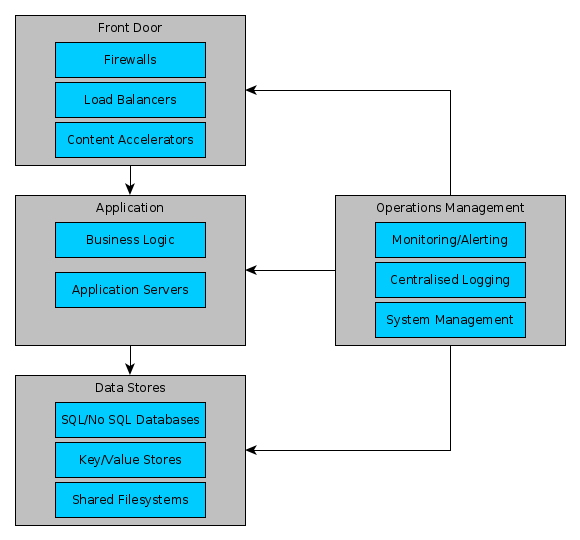 Front Door
Firewalls
Load Balancers
Content Accelerators
Application
Business Logic
Application Servers
Operations Management
Monitoring/Alerting
Centralised Logging
System Management
Data Stores
SQL/No SQL Databases
Key/Value Stores
Shared Filesystems